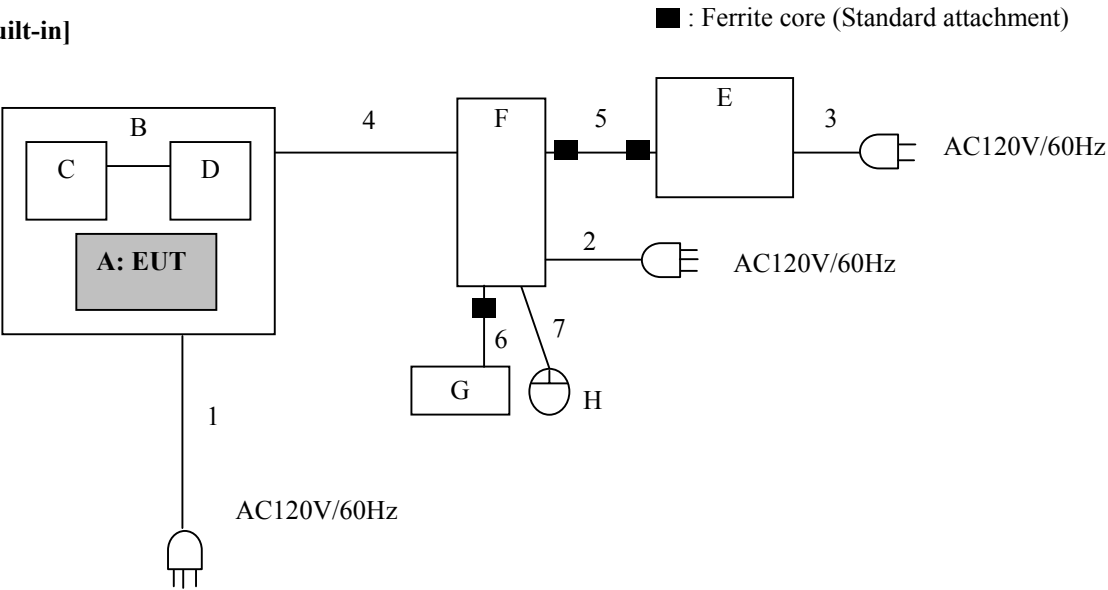 : Ferrite core (Standard attachment)
uilt-in]
E
B
4
F
5
3
AC120V/60Hz
C
D
A: EUT
2
AC120V/60Hz
6
7
G
H
1
AC120V/60Hz